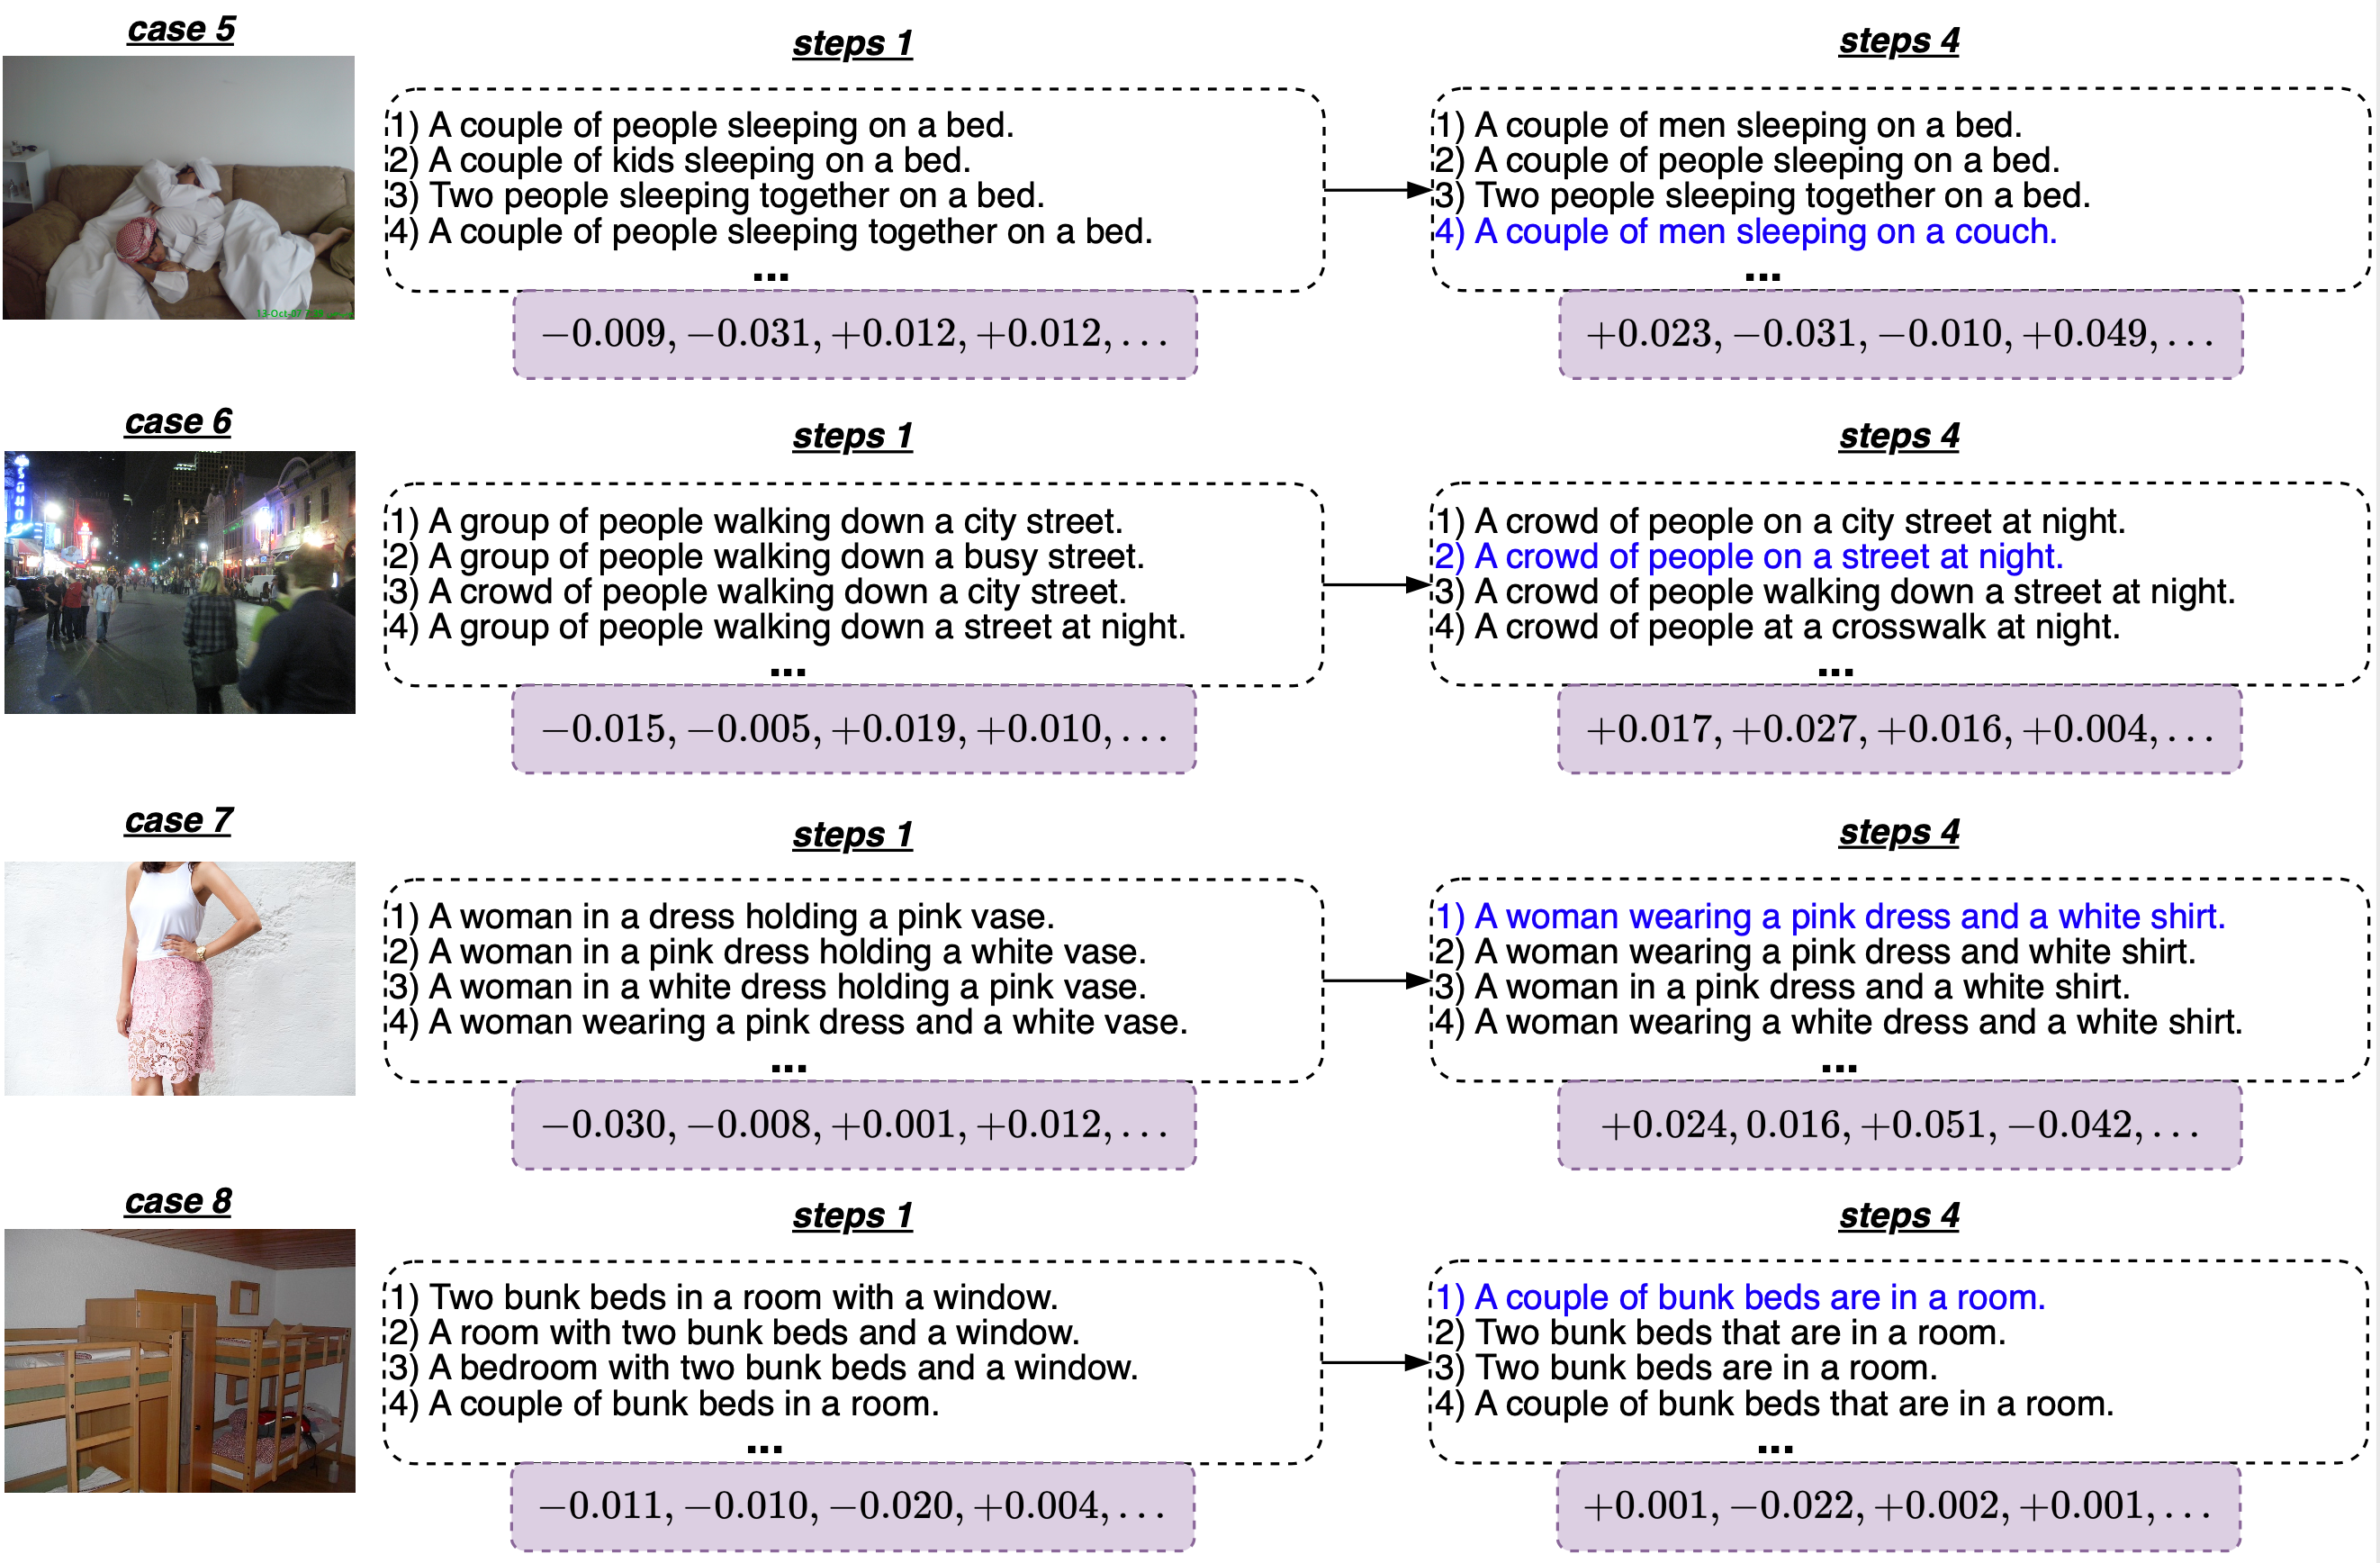 case 5
steps 1
steps 4
1) A couple of people sleeping on a bed.
2) A couple of kids sleeping on a bed.
3) Two people sleeping together on a bed.
4) A couple of people sleeping together on a bed.
...
−0.009, −0.031, +0.012, +0.012, ...
1) A couple of men sleeping on a bed.
2) A couple of people sleeping on a bed.
3) Two people sleeping together on a bed.
4) A couple of men sleeping on a couch.
...
+0.023, −0.031, −0.010, +0.049, ...
13-Oct-07
case 6
steps 1
steps 4
1) A group of people walking down a city street.
2) A group of people walking down a busy street.
3) A crowd of people walking down a city street.
4) A group of people walking down a street at night.
...
−0.015, −0.005, +0.019, +0.010, ...
1) A crowd of people on a city street at night.
2) A crowd of people on a street at night.
3) A crowd of people walking down a street at night.
4) A crowd of people at a crosswalk at night.
...
+0.017, +0.027, +0.016, +0.004, ...
case 7
steps 1
steps 4
1) A woman in a dress holding a pink vase.
2) A woman in a pink dress holding a white vase.
3) A woman in a white dress holding a pink vase.
4) A woman wearing a pink dress and a white vase.
...
−0.030, −0.008, +0.001, +0.012, ...
1) A woman wearing a pink dress and a white shirt.
2) A woman wearing a pink dress and white shirt.
3) A woman in a pink dress and a white shirt.
4) A woman wearing a white dress and a white shirt.
...
+0.024, 0.016, +0.051, −0.042, ...
case 8
steps 1
steps 4
1) Two bunk beds in a room with a window.
2) A room with two bunk beds and a window.
3) A bedroom with two bunk beds and a window.
4) A couple of bunk beds in a room.
...
−0.011, −0.010, −0.020, +0.004, ...
1) A couple of bunk beds are in a room.
2) Two bunk beds that are in a room.
3) Two bunk beds are in a room.
4) A couple of bunk beds that are in a room.
...
+0.001, −0.022, +0.002, +0.001, ...